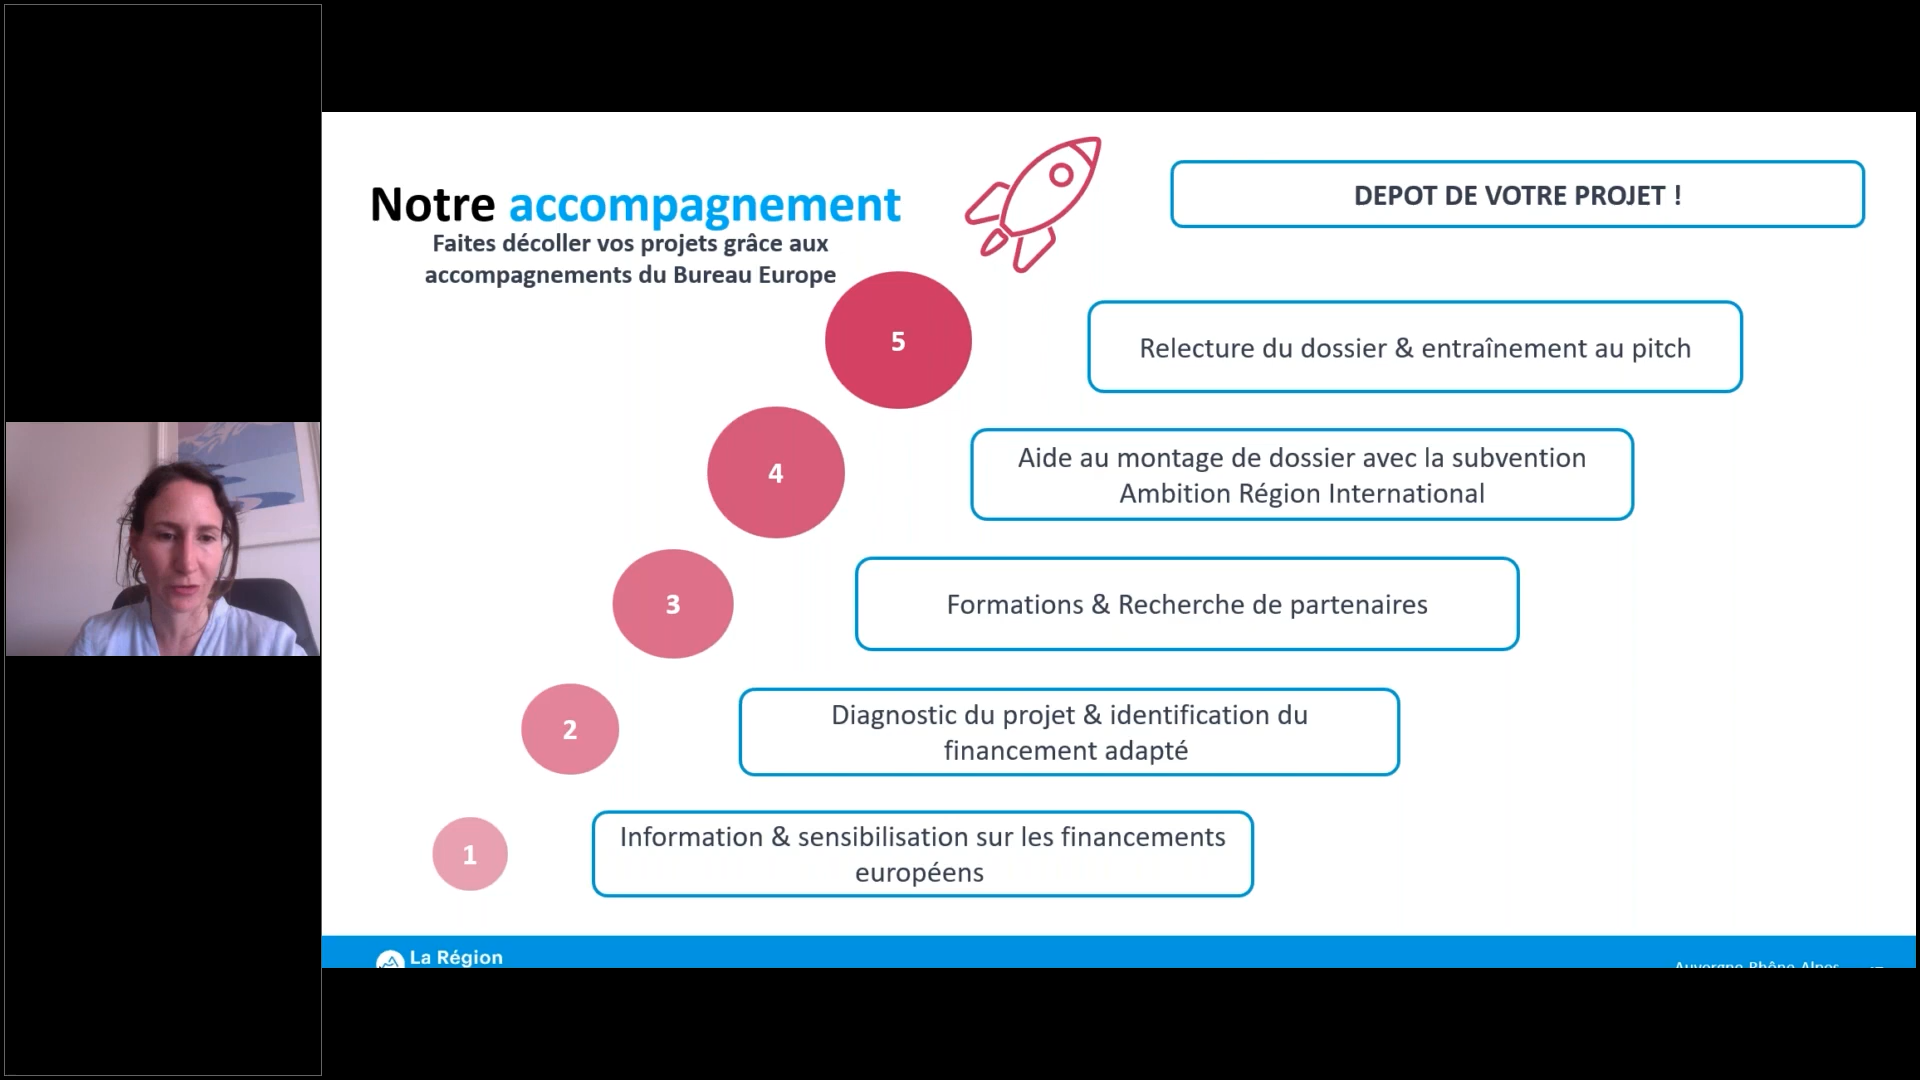 Notre accompagnement
Faites décoller vos projets grâce aux
accompagnements du Bureau Europe
DEPOT DE VOTRE PROJET !
5
Relecture du dossier & entraînement au pitch
4
Aide au montage de dossier avec la subvention
Ambition Région International
3
Formations & Recherche de partenaires
2
Diagnostic du projet & identification du
financement adapté
1
Information & sensibilisation sur les financements
européens
La Région
Auvergne-Rhône-Alpes